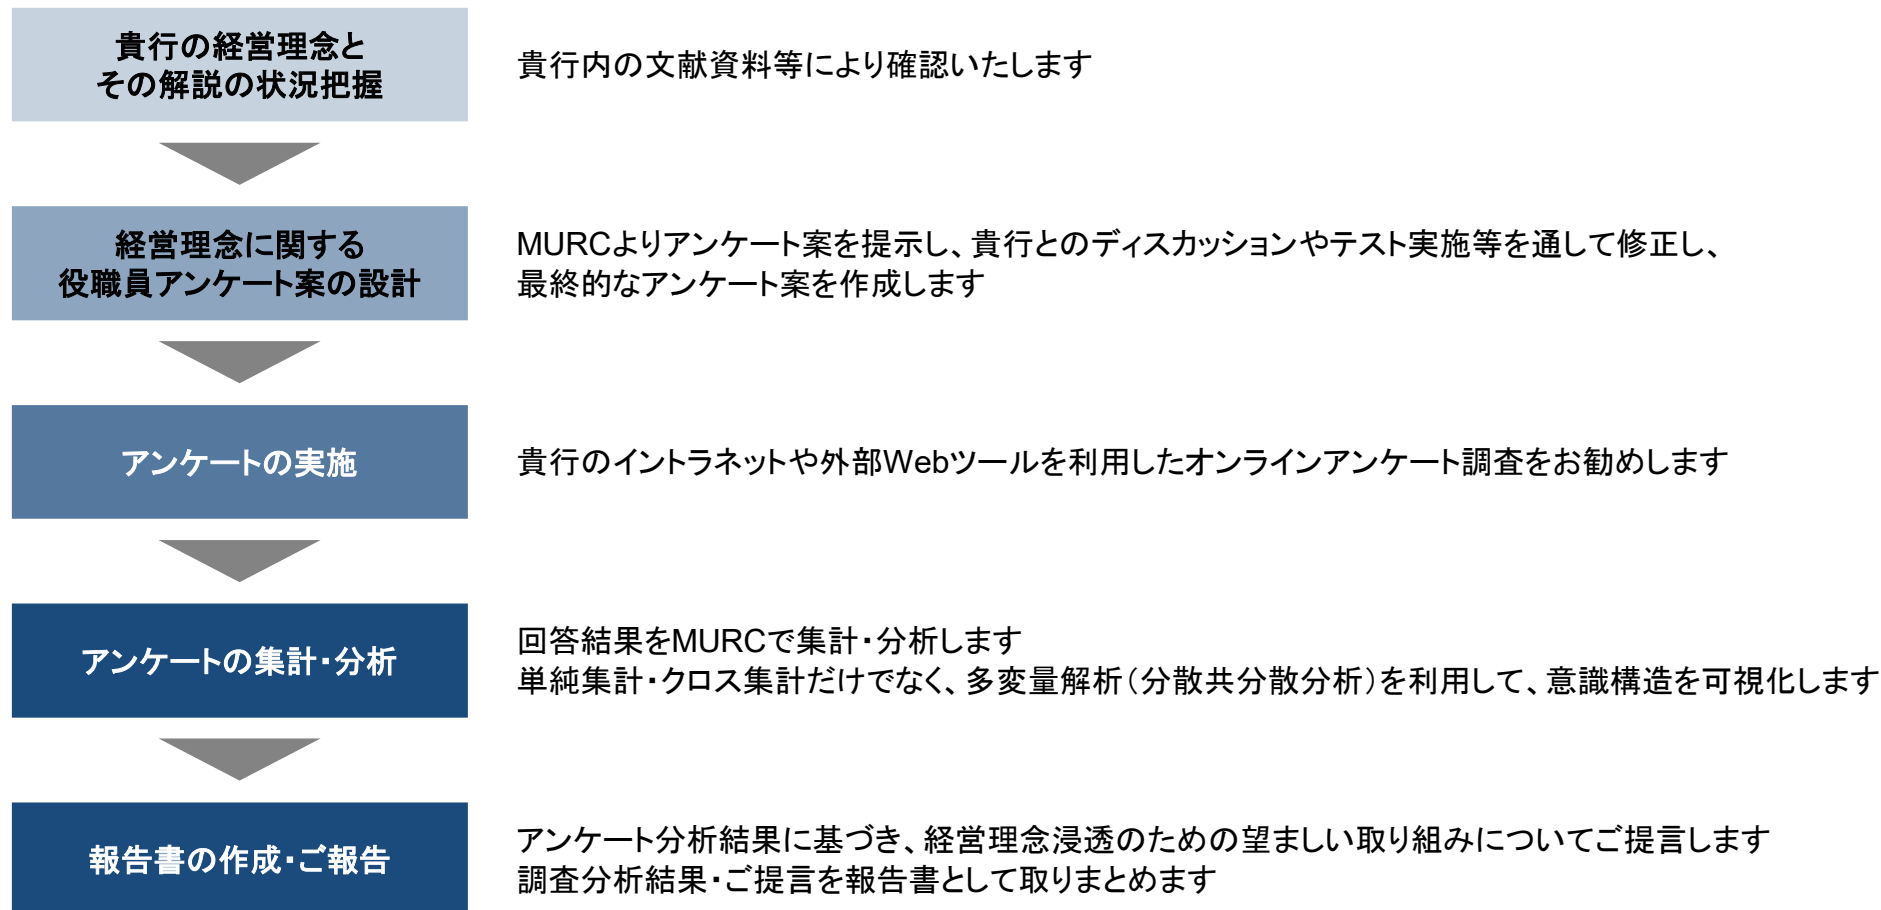 貴行の経営理念と
その解説の状況把握
貴行内の文献資料等により確認いたします
経営理念に関する
役職員アンケート案の設計
MURCよりアンケート案を提示し、貴行とのディスカッションやテスト実施等を通して修正し、
最終的なアンケート案を作成します
アンケートの実施
貴行のイントラネットや外部Webツールを利用したオンラインアンケート調査をお勧めします
アンケートの集計・分析
回答結果をMURCで集計・分析します
単純集計・クロス集計だけでなく、多変量解析（分散共分散分析）を利用して、意識構造を可視化します
報告書の作成・ご報告
アンケート分析結果に基づき、経営理念浸透のための望ましい取り組みについてご提言します
調査分析結果・ご提言を報告書として取りまとめます